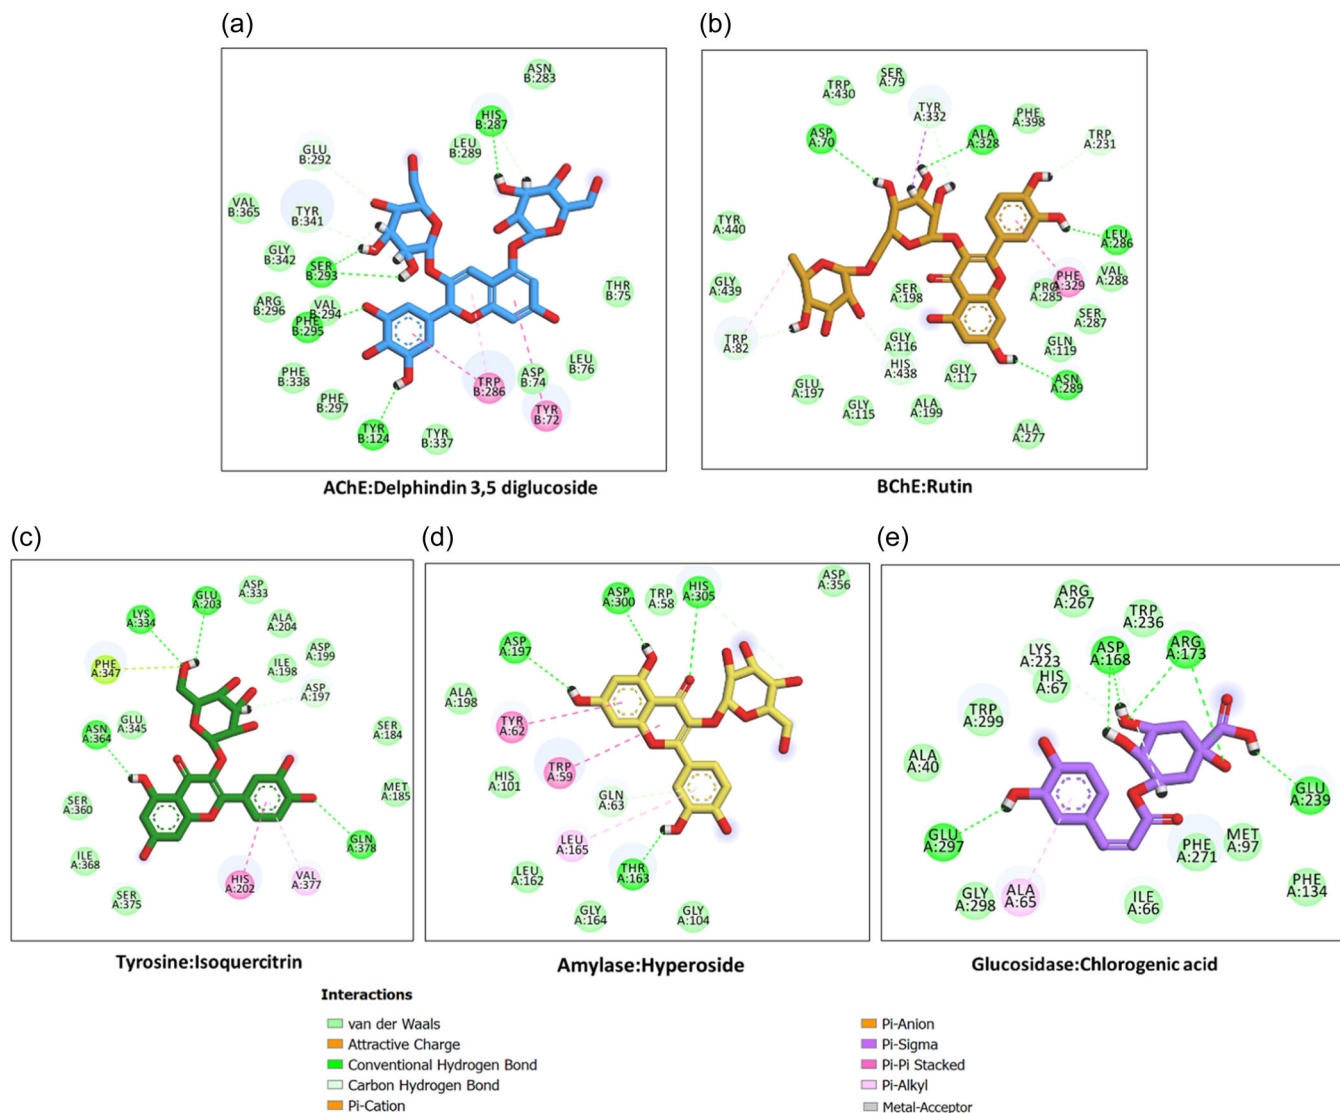 (a)
ASN
B:283
HIS
B:287
LEU
B:289
GLU
B:292
VAL
B:365
TYR
B:341
GLY
B:342
SER
B:293
ARG
B:296
VAL
B:294
PHE
B:295
THR
B:75
PHE
B:338
PHE
B:297
TRP
B:286
ASP
B:74
LEU
B:76
TYR
B:72
TYR
B:124
TYR
B:337
AChE:Delphindin 3,5 diglucoside
(b)
SER
A:79
TRP
A:430
TYR
A:332
PHE
A:398
ASP
A:70
ALA
A:328
TRP
A:231
TYR
A:440
LEU
A:286
GLY
A:439
SER
A:198
PRO
A:285
PHE
A:329
VAL
A:288
SER
A:287
TRP
A:82
GLY
A:116
HIS
A:438
GLN
A:119
GLY
A:117
ASN
A:289
GLU
A:197
GLY
A:115
ALA
A:199
ALA
A:277
BChE:Rutin
(c)
ASP
A:333
GLU
A:203
LYS
A:334
ALA
A:204
ASP
A:199
PHE
A:347
ILE
A:198
ASP
A:197
GLU
A:345
ASN
A:364
SER
A:184
MET
A:185
SER
A:360
GLN
A:378
ILE
A:368
HIS
A:202
VAL
A:377
SER
A:375
Tyrosine:Isoquercitrin
(d)
ASP
A:300
TRP
A:58
HIS
A:305
ASP
A:356
ASP
A:197
ALA
A:198
TYR
A:62
TRP
A:59
HIS
A:101
GLN
A:63
LEU
A:165
LEU
A:162
THR
A:163
GLY
A:164
GLY
A:104
Amylase:Hyperoside
(e)
ARG
A:267
TRP
A:236
LYS
A:223
ASP
A:168
ARG
A:173
HIS
A:67
TRP
A:299
ALA
A:40
GLU
A:239
GLU
A:297
PHE
A:271
MET
A:97
PHE
A:134
GLY
A:298
ALA
A:65
ILE
A:66
Glucosidase:Chlorogenic acid
Interactions
van der Waals
Attractive Charge
Conventional Hydrogen Bond
Carbon Hydrogen Bond
Pi-Cation
Pi-Anion
Pi-Sigma
Pi-Pi Stacked
Pi-Alkyl
Metal-Acceptor